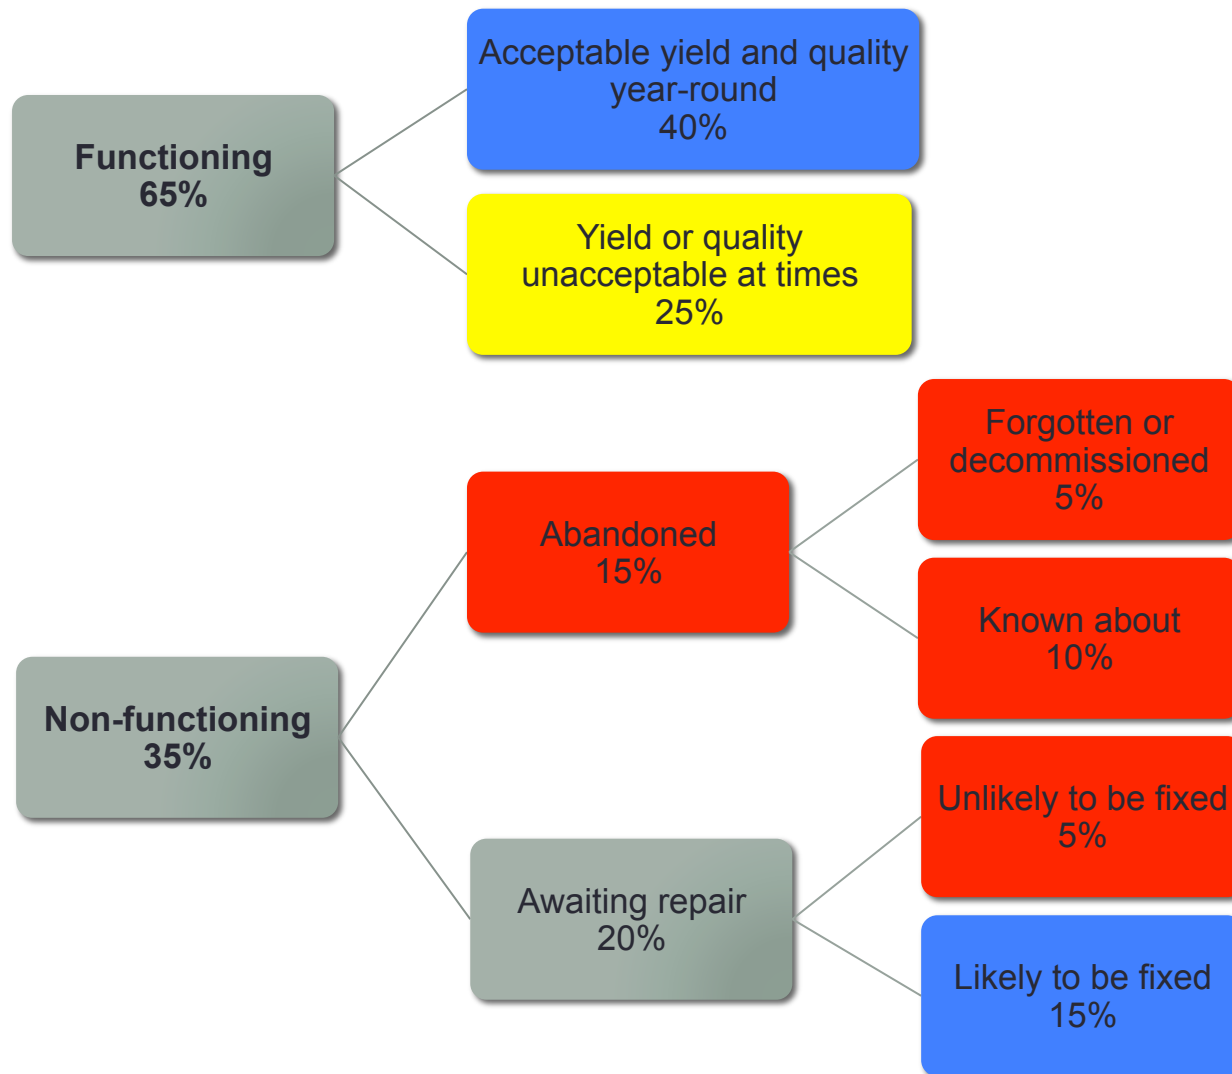 Functioning
65%
Acceptable yield and quality
year-round
40%
Yield or quality
unacceptable at times
25%
Non-functioning
35%
Abandoned
15%
Forgotten or
decommissioned
5%
Known about
10%
Awaiting repair
20%
Unlikely to be fixed
5%
Likely to be fixed
15%